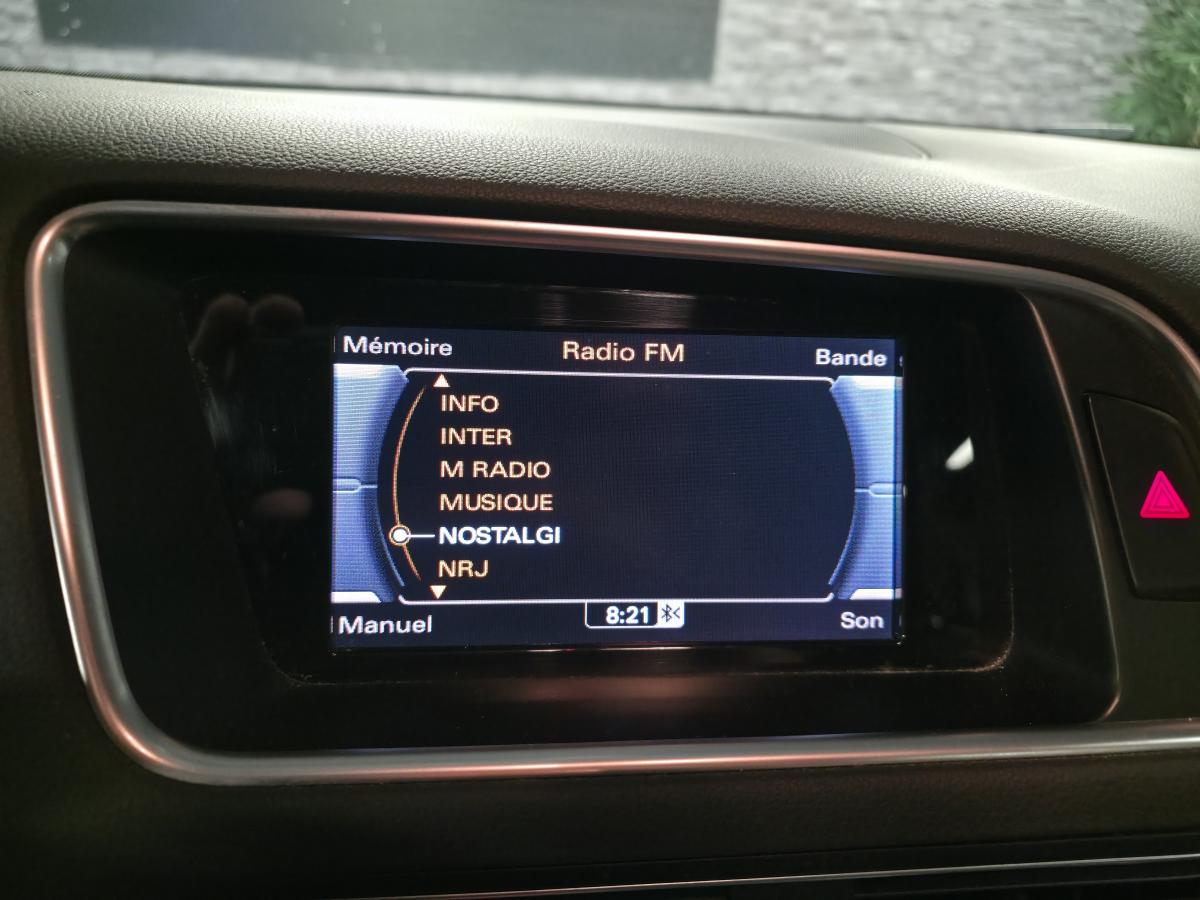 Mémoire Radio FM Bande
INFO
INTER
M RADIO
MUSIQUE
NOSTALGI
NRJ
Manuel 8:21 Son